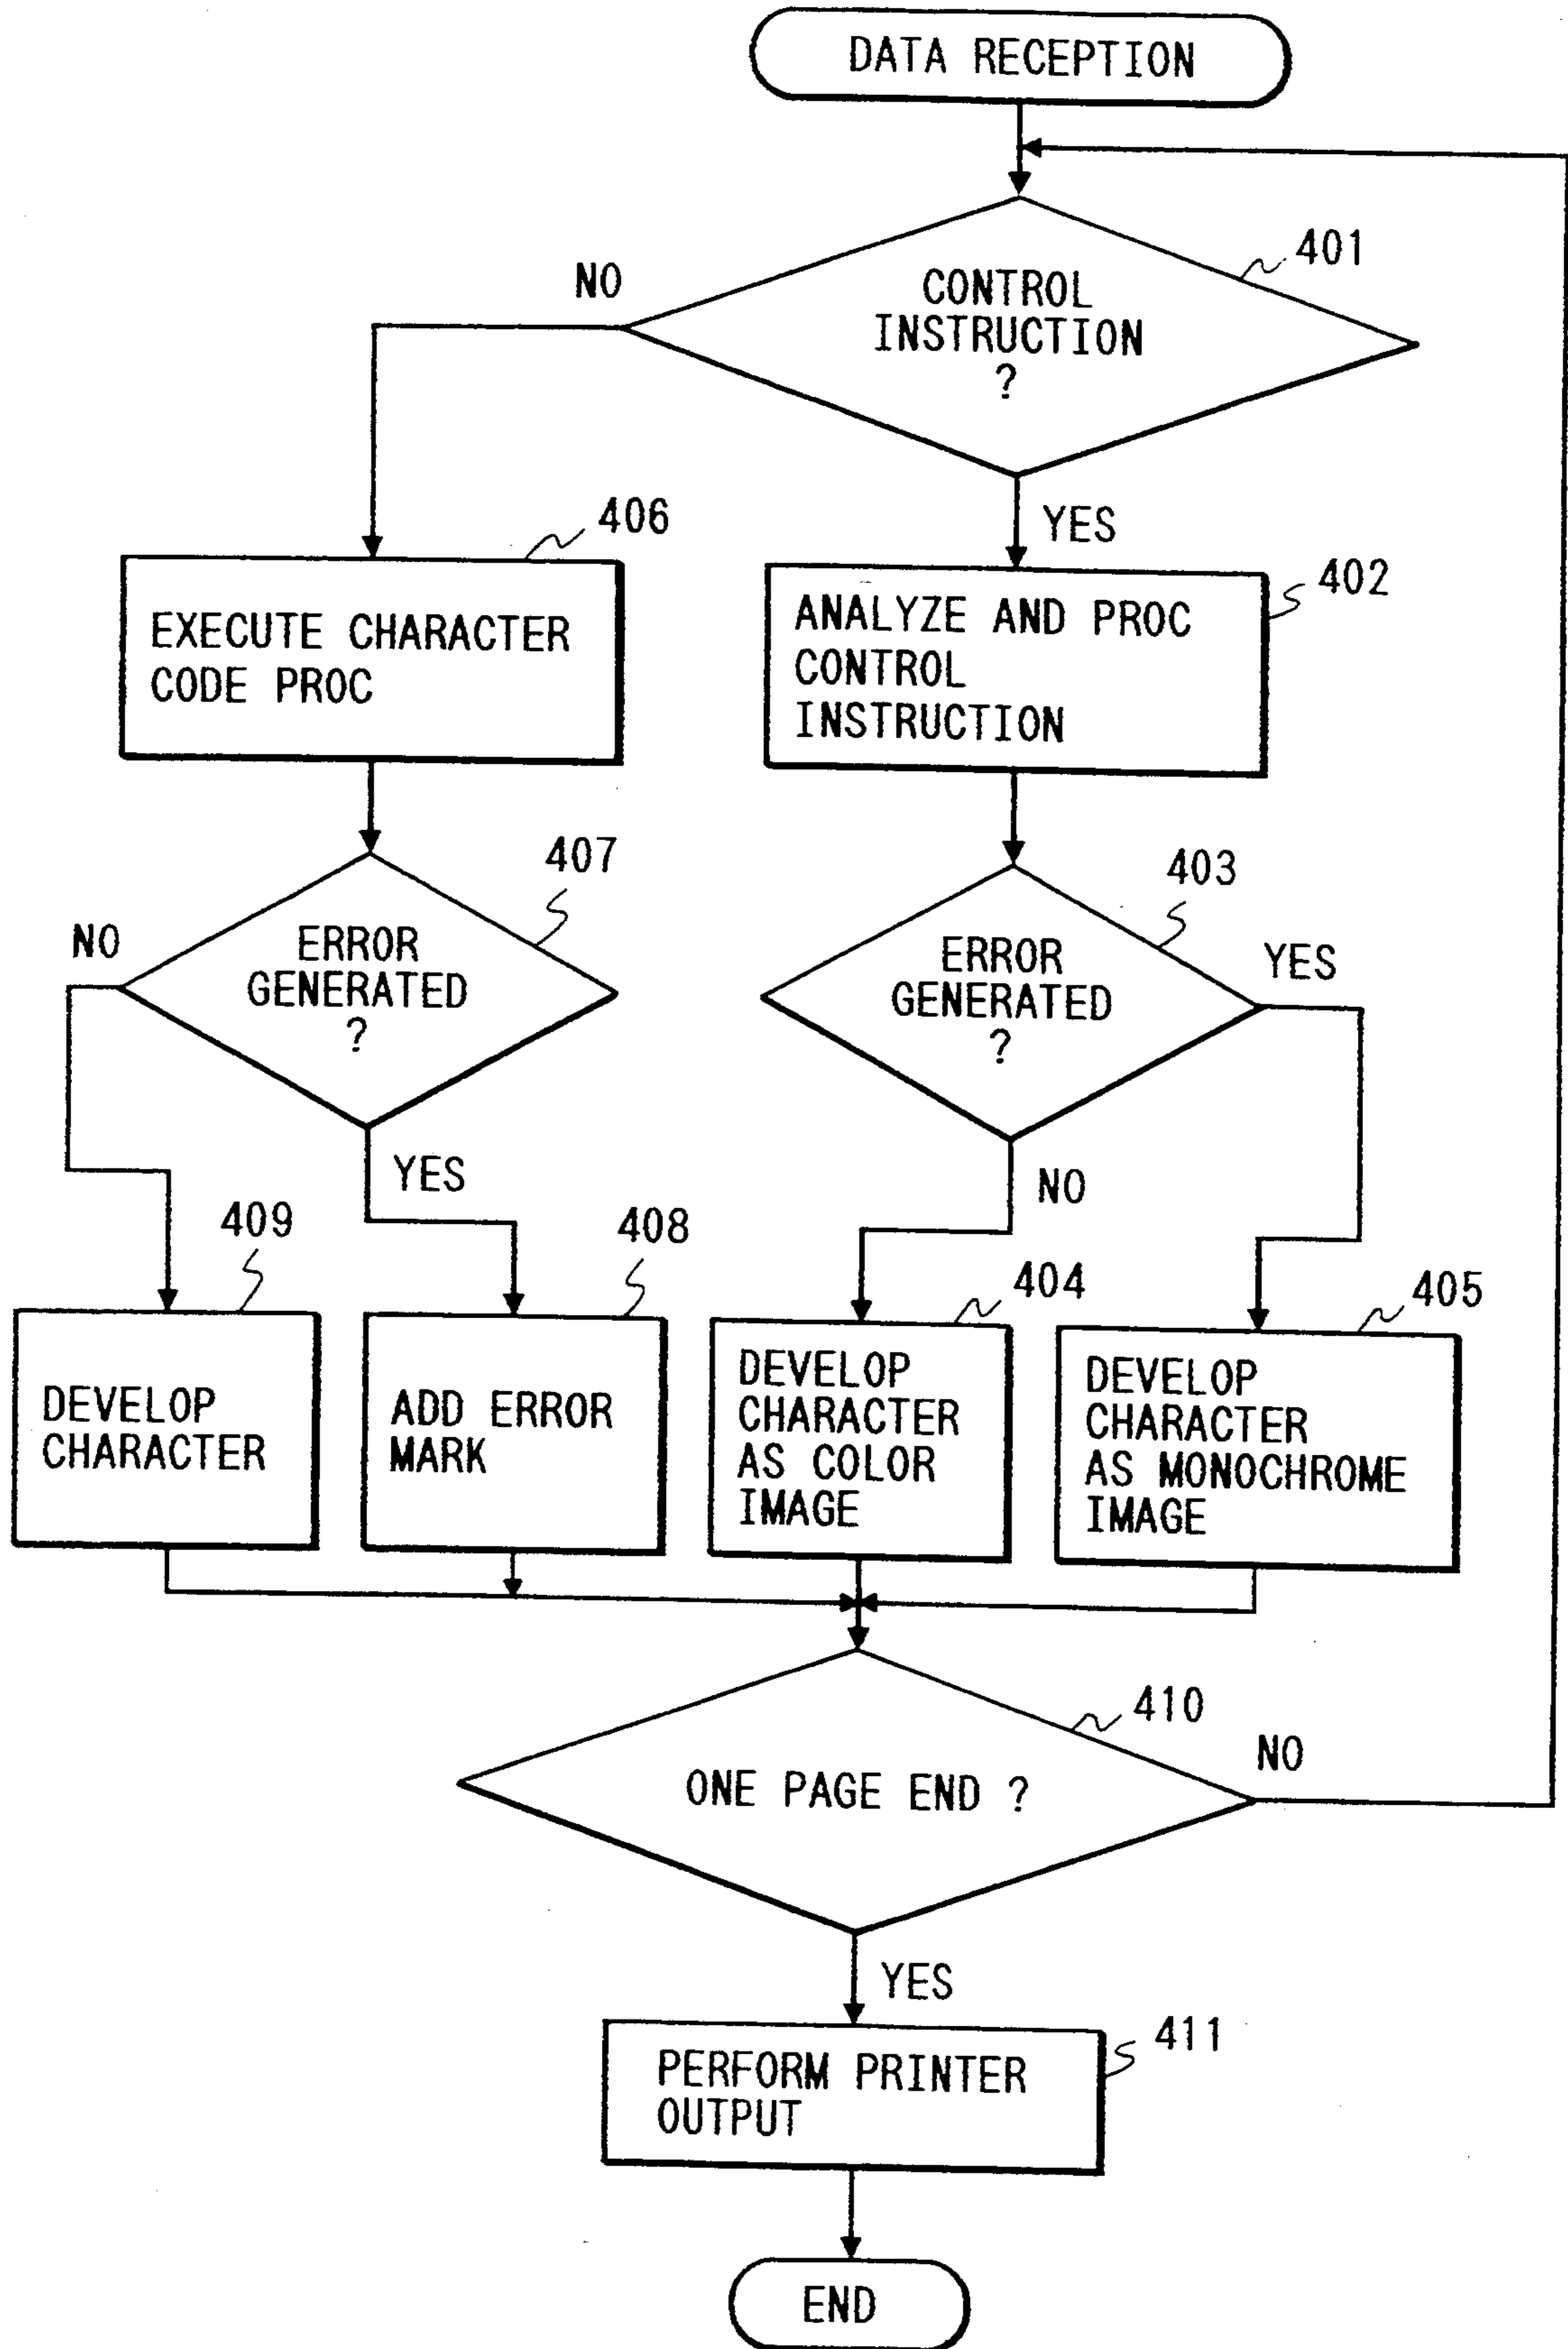 DATA RECEPTION
401
NO
CONTROL
INSTRUCTION
?
YES
406
EXECUTE CHARACTER
CODE PROC
402
ANALYZE AND PROC
CONTROL
INSTRUCTION
407
NO
ERROR
GENERATED
?
YES
403
ERROR
GENERATED
?
YES
NO
409
DEVELOP
CHARACTER
408
ADD ERROR
MARK
404
DEVELOP
CHARACTER
AS COLOR
IMAGE
405
DEVELOP
CHARACTER
AS MONOCHROME
IMAGE
410
ONE PAGE END ?
NO
YES
411
PERFORM PRINTER
OUTPUT
END